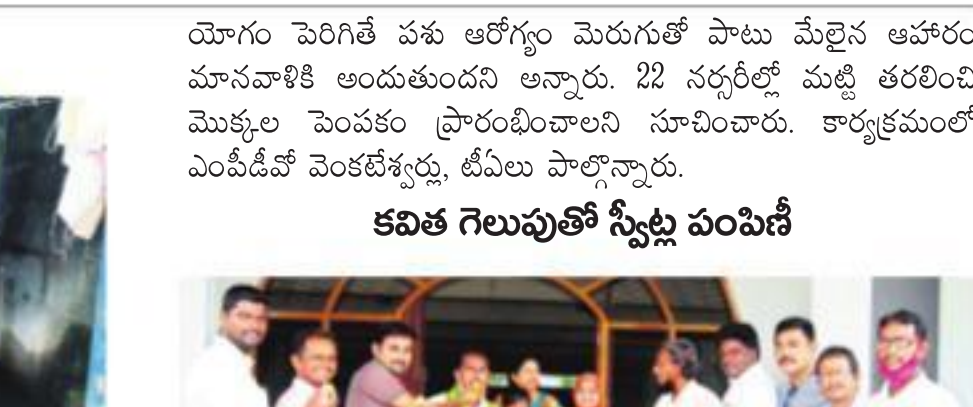 యోగం పెరిగితే పశు ఆరోగ్యం మెరుగుతో పాటు మేలైన ఆహారం
మానవాళికి అందుతుందని అన్నారు. 22 నర్సరీల్లో మట్టి తరలించి
మొక్కల పెంపకం ప్రారంభించాలని సూచించారు. కార్యక్రమంలో
ఎంపీడీవో వెంకటేశ్వర్లు, టీఏలు పాల్గొన్నారు.
కవిత గెలుపుతో స్వీట్ల పంపిణీ